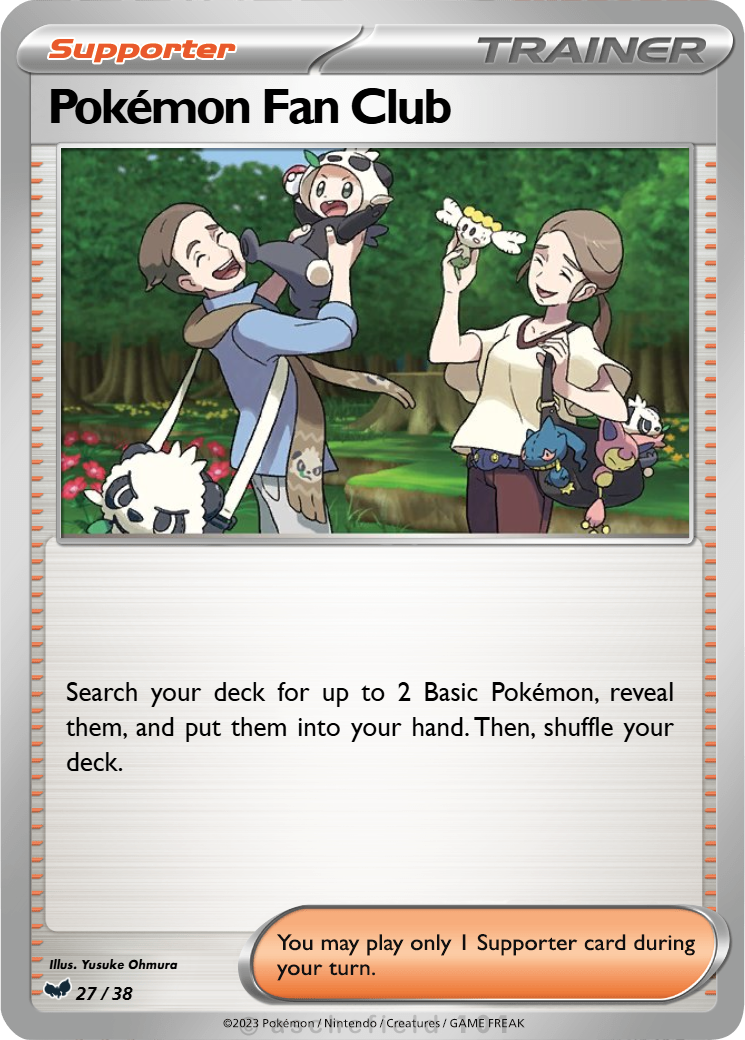 Supporter
TRAINER
Pokémon Fan Club
Search your deck for up to 2 Basic Pokémon, reveal
them, and put them into your hand. Then, shuffle your
deck.
You may play only 1 Supporter card during
your turn.
Illus. Yusuke Ohmura
27 / 38
©2023 Pokémon / Nintendo / Creatures / GAME FREAK